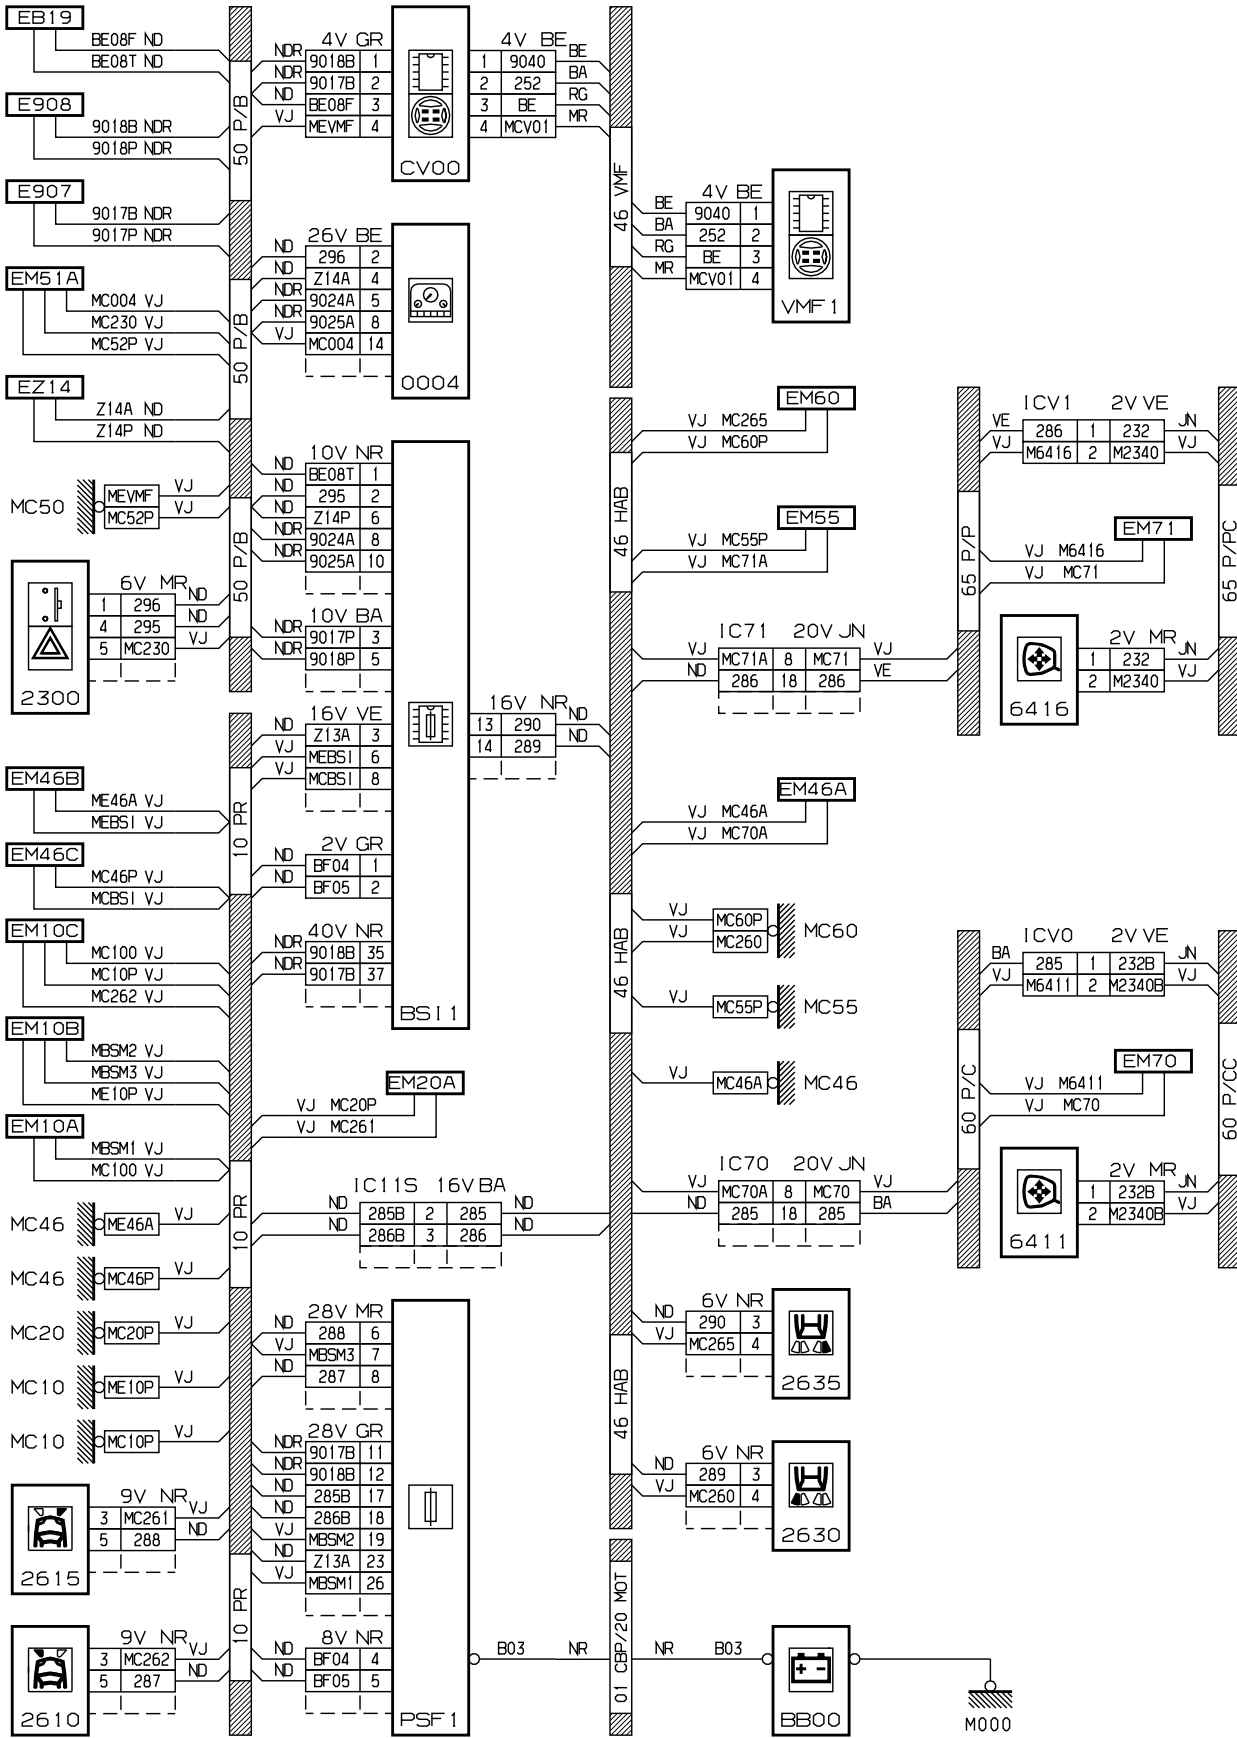 EB19
BE08F ND
BE08T ND
E908
9018B NDR
9018P NDR
E907
9017B NDR
9017P NDR
EM51A
MC004 VJ
MC230 VJ
MC52P VJ
EZ14
Z14A ND
Z14P ND
MC50
MEVMF VJ
MC52P VJ
6V MR
1 296 ND
4 295 ND
5 MC230 VJ
2300
EM46B
ME46A VJ
MEBSI VJ
EM46C
MC46P VJ
MCBSI VJ
EM10C
MC100 VJ
MC10P VJ
MC262 VJ
EM10B
MBSM2 VJ
MBSM3 VJ
ME10P VJ
EM10A
MBSM1 VJ
MC100 VJ
MC46 ME46A VJ
MC46 MC46P VJ
MC20 MC20P VJ
MC10 ME10P VJ
MC10 MC10P VJ
9V NR
3 MC261 VJ
5 288 ND
2615
9V NR
3 MC262 VJ
5 287 ND
2610
50 P/B
50 P/B
50 P/B
10 PR
10 PR
10 PR
4V GR
NDR 9018B 1
NDR 9017B 2
ND BE08F 3
VJ MEVMF 4
CV00
4V BE
1 9040 BE
2 252 BA
3 BE RG
4 MCV01 MR
26V BE
ND 296 2
ND Z14A 4
NDR 9024A 5
NDR 9025A 8
VJ MC004 14
0004
10V NR
ND BE08T 1
ND 295 2
ND Z14P 6
NDR 9024A 8
NDR 9025A 10
10V BA
NDR 9017P 3
NDR 9018P 5
16V VE
ND Z13A 3
VJ MEBSI 6
VJ MCBSI 8
2V GR
ND BF04 1
ND BF05 2
40V NR
NDR 9018B 35
NDR 9017B 37
BSI1
16V NR
13 290 ND
14 289 ND
EM20A
VJ MC20P
VJ MC261
IC11S 16V BA
ND 285B 2 285 ND
ND 286B 3 286 ND
28V MR
ND 288 6
VJ MBSM3 7
ND 287 8
28V GR
NDR 9017B 11
NDR 9018B 12
ND 285B 17
ND 286B 18
VJ MBSM2 19
ND Z13A 23
VJ MBSM1 26
8V NR
ND BF04 4
ND BF05 5
PSF1
B03 NR
46 VMF
46 HAB
46 HAB
46 HAB
01 CBP/20 MOT
4V BE
BE 9040 1
BA 252 2
RG BE 3
MR MCV01 4
VMF1
EM60
VJ MC265
VJ MC60P
EM55
VJ MC55P
VJ MC71A
IC71 20V JN
VJ MC71A 8 MC71 VJ
ND 286 18 286 VE
EM46A
VJ MC46A
VJ MC70A
VJ MC60P
VJ MC260
MC60
VJ MC55P MC55
VJ MC46A MC46
IC70 20V JN
VJ MC70A 8 MC70 VJ
ND 285 18 285 BA
6V NR
ND 290 3
VJ MC265 4
2635
6V NR
ND 289 3
VJ MC260 4
2630
NR B03
BB00
M000
65 P/P
ICV1 2V VE
VE 286 1 232 JN
VJ M6416 2 M2340 VJ
EM71
VJ M6416
VJ MC71
2V MR
1 232 JN
2 M2340 VJ
6416
65 P/PC
60 P/C
ICV0 2V VE
BA 285 1 232B JN
VJ M6411 2 M2340B VJ
EM70
VJ M6411
VJ MC70
2V MR
1 232B JN
2 M2340B VJ
6411
60 P/CC